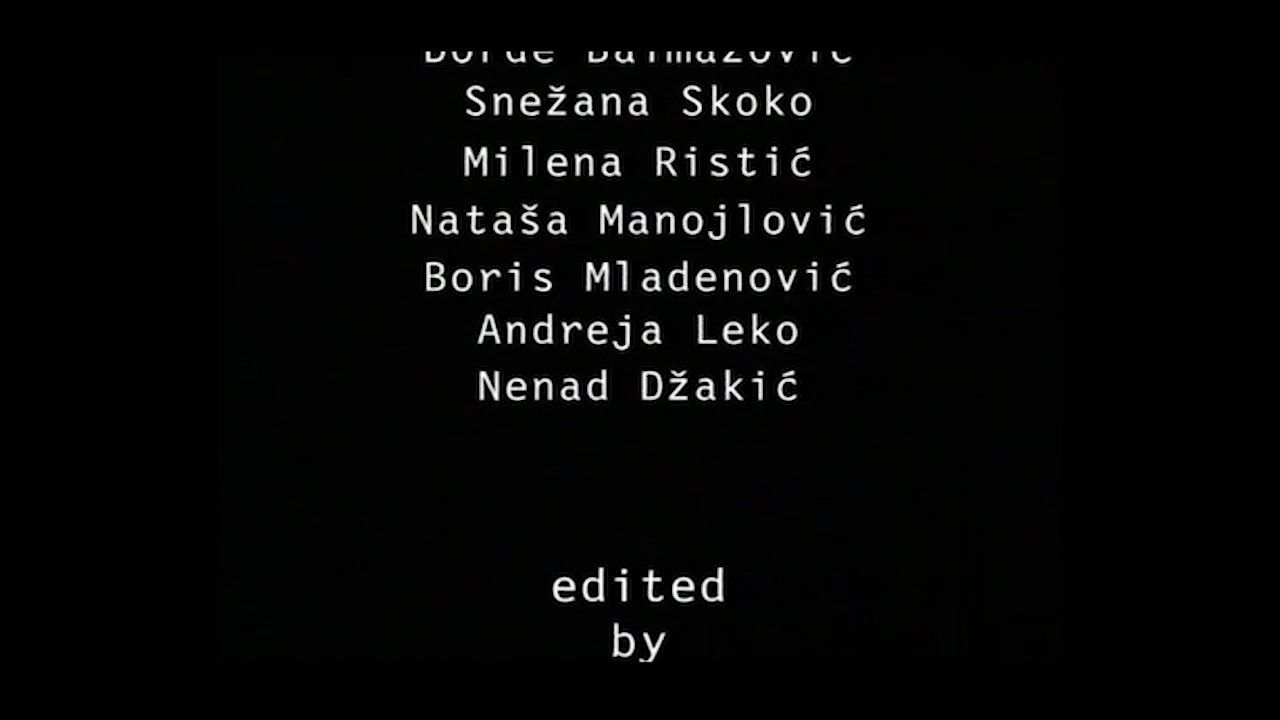 Snežana Skoko
Milena Ristić
Nataša Manojlović
Boris Mladenović
Andreja Leko
Nenad Džakić
edited
by